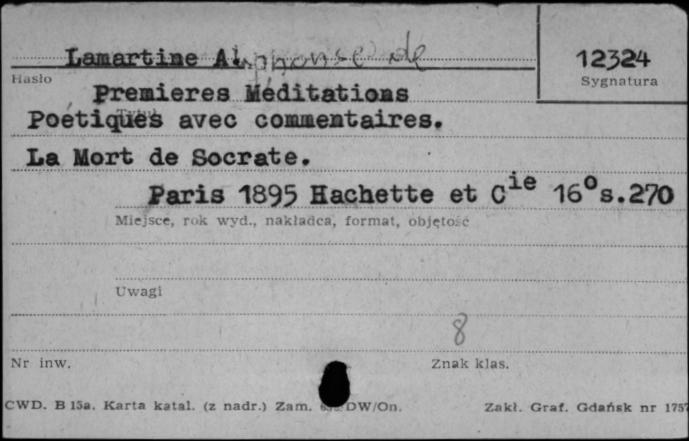 Lamartine Alphonse de
12324
Hasło
Sygnatura
Premieres Méditations
Poétiques avec commentaires.
La Mort de Socrate.
Paris 1895 Hachette et Cie 16° s.270
Miejsce, rok wyd., nakładca, format, objętość
Uwagi
8
Nr inw.
Znak klas.
CWD. B 15a. Karta katal. (z nadr.) Zam. DW/On.
Zakł. Graf. Gdańsk nr 1757